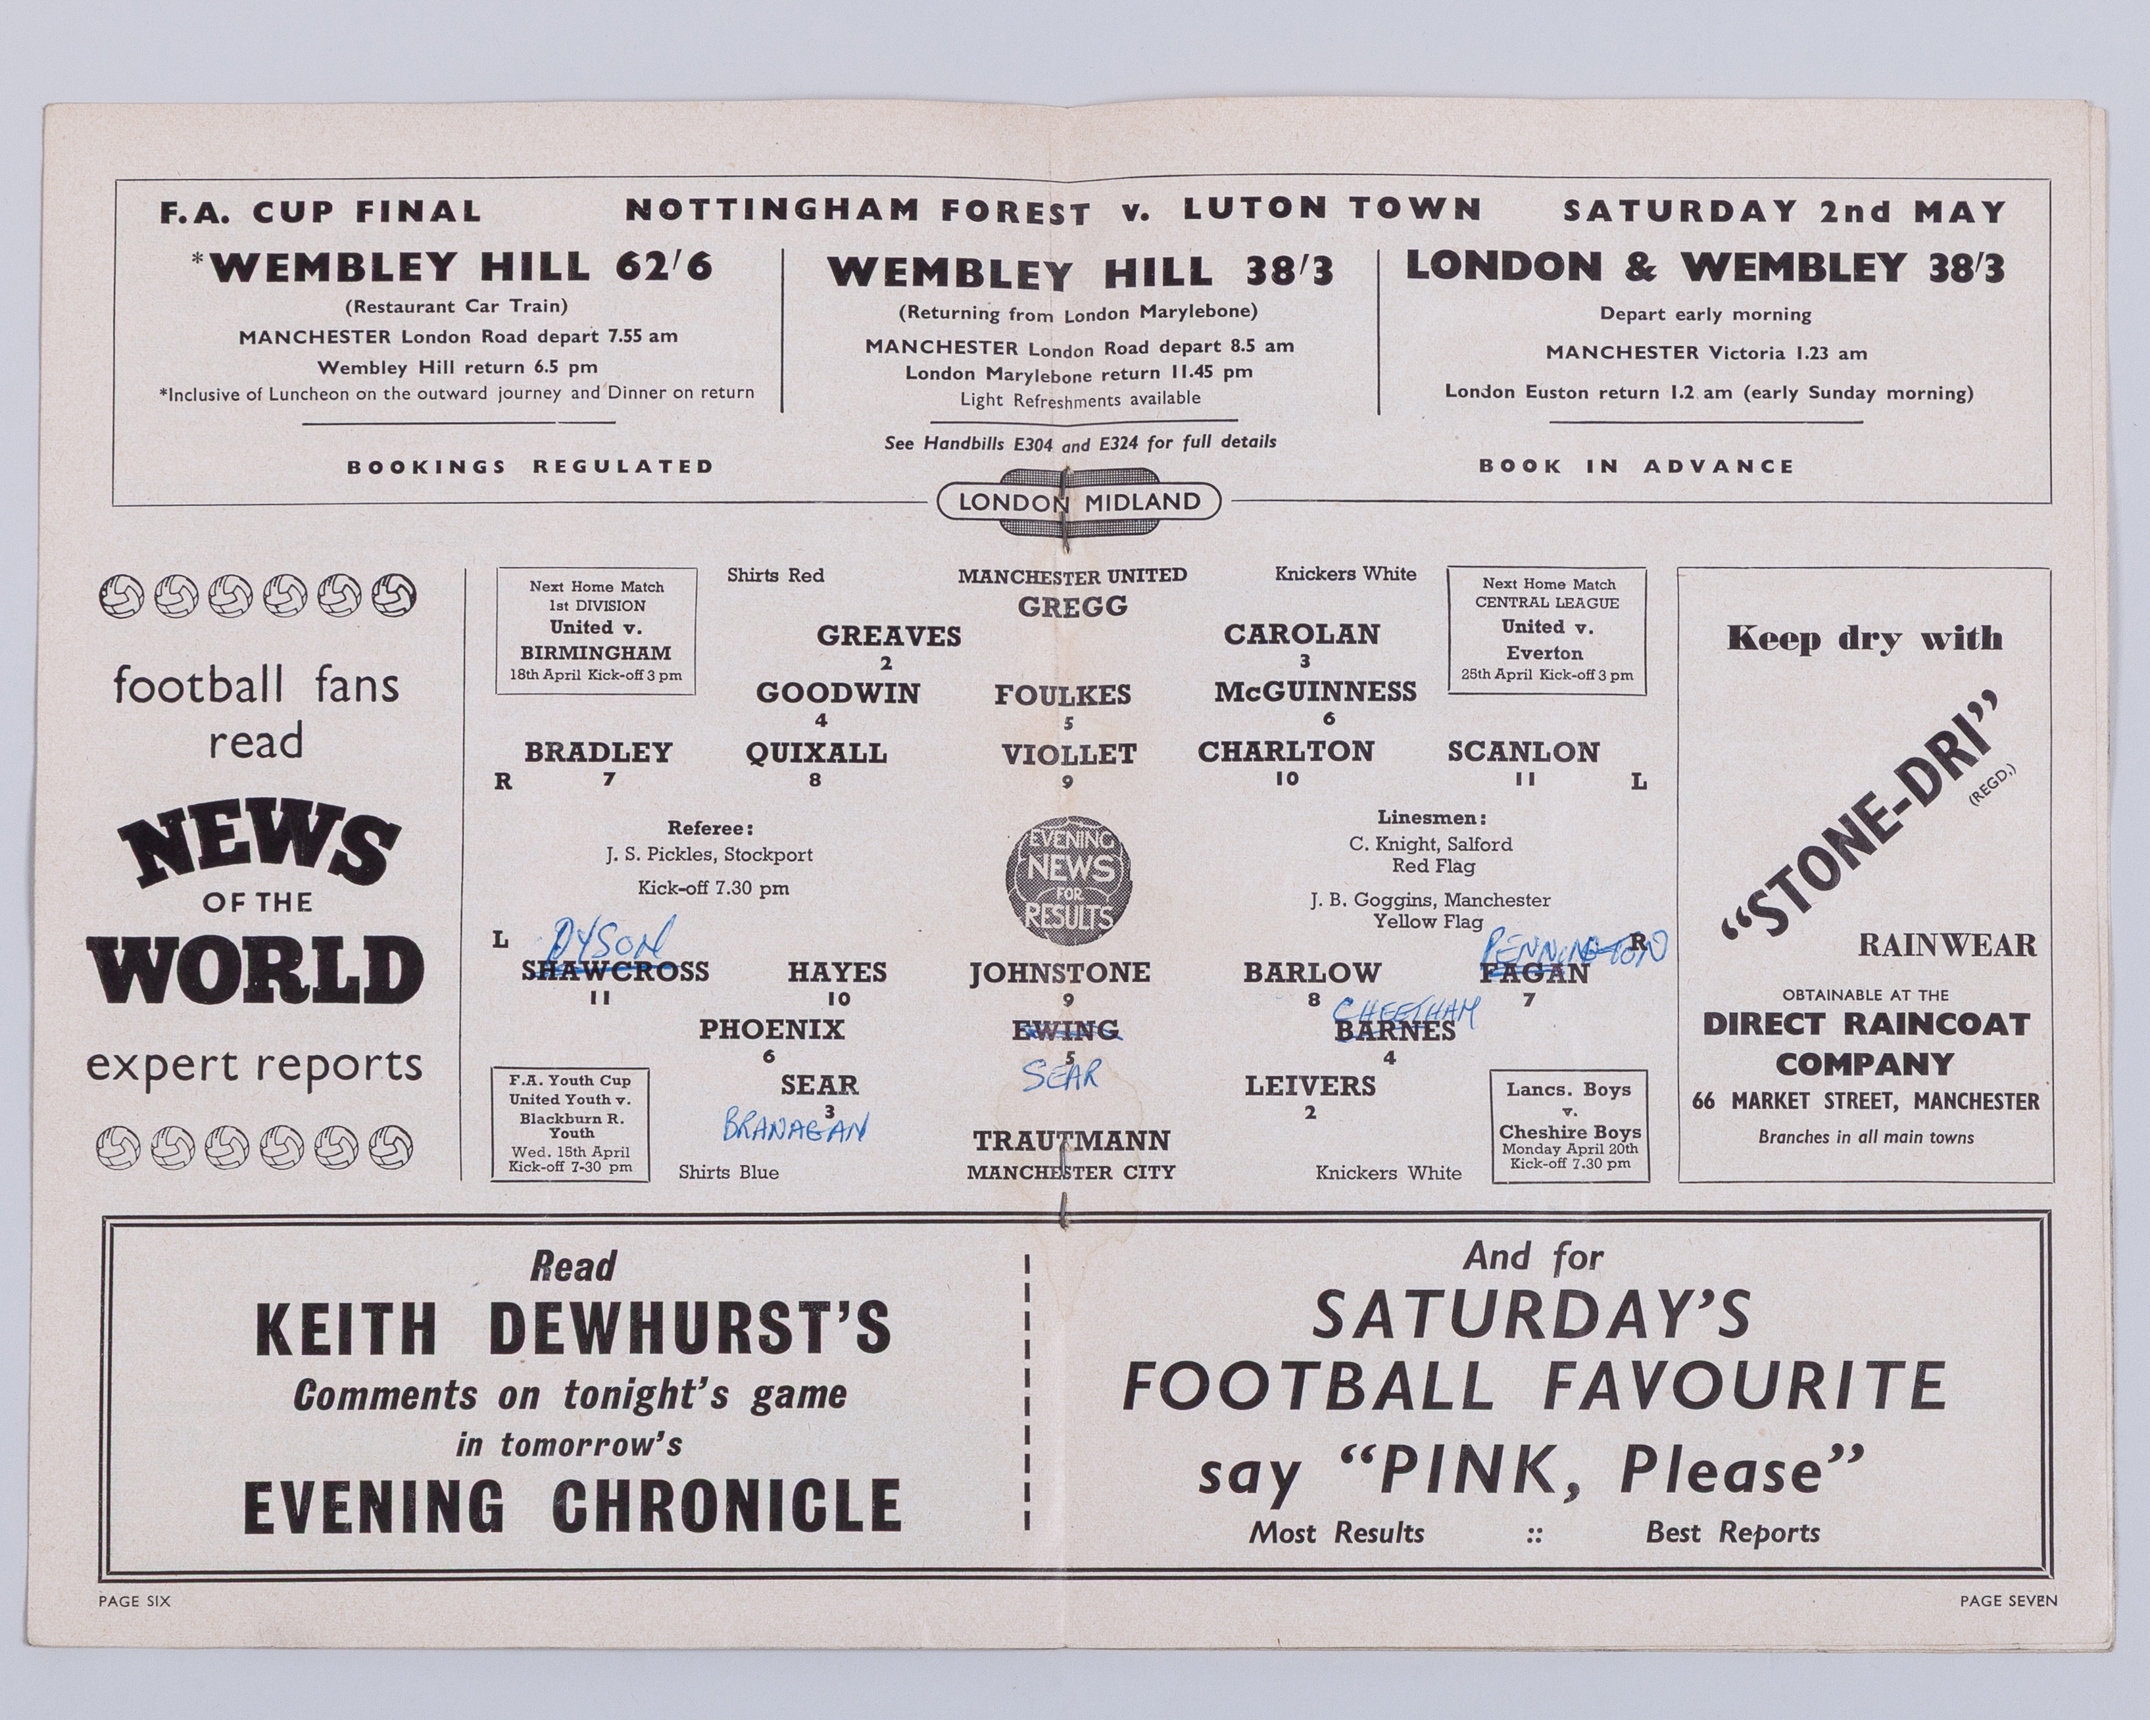 F.A. CUP FINAL NOTTINGHAM FOREST v. LUTON TOWN SATURDAY 2nd MAY
*WEMBLEY HILL 62'6
(Restaurant Car Train)
MANCHESTER London Road depart 7.55 am
Wembley Hill return 6.5 pm
*Inclusive of Luncheon on the outward journey and Dinner on return
BOOKINGS REGULATED
WEMBLEY HILL 38'3
(Returning from London Marylebone)
MANCHESTER London Road depart 8.5 am
London Marylebone return 11.45 pm
Light Refreshments available
See Handbills E304 and E324 for full details
LONDON MIDLAND
LONDON & WEMBLEY 38'3
Depart early morning
MANCHESTER Victoria 1.23 am
London Euston return 1.2 am (early Sunday morning)
BOOK IN ADVANCE
football fans
read
NEWS
OF THE
WORLD
expert reports
Next Home Match
1st DIVISION
United v.
BIRMINGHAM
18th April Kick-off 3 pm
Shirts Red MANCHESTER UNITED Knickers White
Next Home Match
CENTRAL LEAGUE
United v.
Everton
25th April Kick-off 3 pm
GREGG
GREAVES CAROLAN
2 3
GOODWIN FOULKES McGUINNESS
4 5 6
BRADLEY QUIXALL VIOLLET CHARLTON SCANLON
R 7 8 9 10 11 L
Referee:
J. S. Pickles, Stockport
Kick-off 7.30 pm
EVENING
NEWS
FOR
RESULTS
Linesmen:
C. Knight, Salford
Red Flag
J. B. Goggins, Manchester
Yellow Flag
L DYSON PENNINGTON R
SHAWCROSS HAYES JOHNSTONE BARLOW FAGAN
11 10 9 8 7
CHEETHAM
PHOENIX EWING BARNES
6 5 4
SEAR
SEAR LEIVERS
3 2
BRANAGAN
TRAUTMANN
Shirts Blue MANCHESTER CITY Knickers White
F.A. Youth Cup
United Youth v.
Blackburn R.
Youth
Wed. 15th April
Kick-off 7-30 pm
Lancs. Boys
v.
Cheshire Boys
Monday April 20th
Kick-off 7.30 pm
Keep dry with
"STONE-DRI"
(REGD.)
RAINWEAR
OBTAINABLE AT THE
DIRECT RAINCOAT
COMPANY
66 MARKET STREET, MANCHESTER
Branches in all main towns
Read
KEITH DEWHURST'S
Comments on tonight's game
in tomorrow's
EVENING CHRONICLE
And for
SATURDAY'S
FOOTBALL FAVOURITE
say "PINK, Please"
Most Results :: Best Reports
PAGE SIX PAGE SEVEN